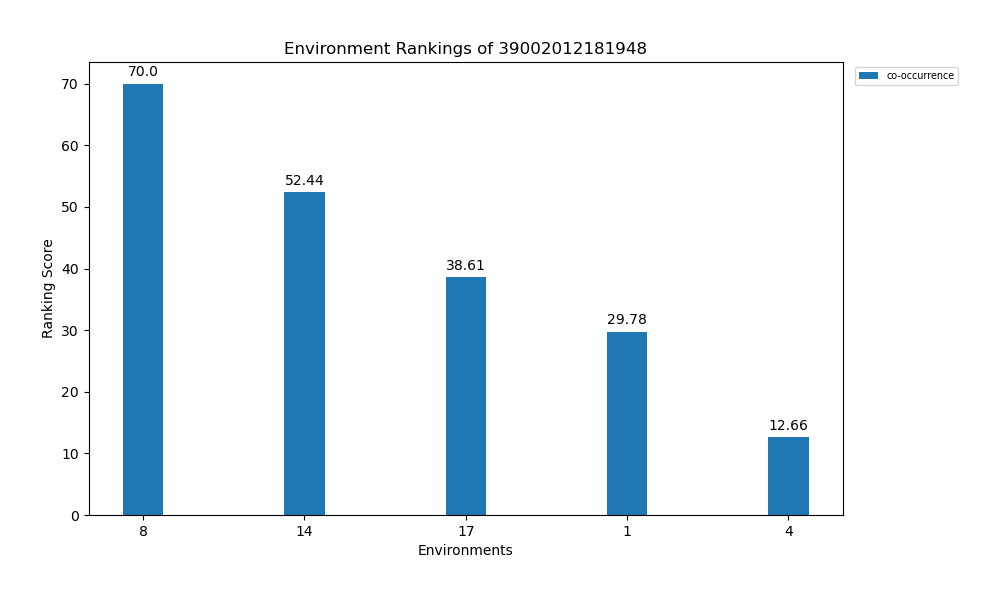 Environment Rankings of 39002012181948
co-occurrence
Ranking Score
70
60
50
40
30
20
10
0
70.0
52.44
38.61
29.78
12.66
8 14 17 1 4
Environments